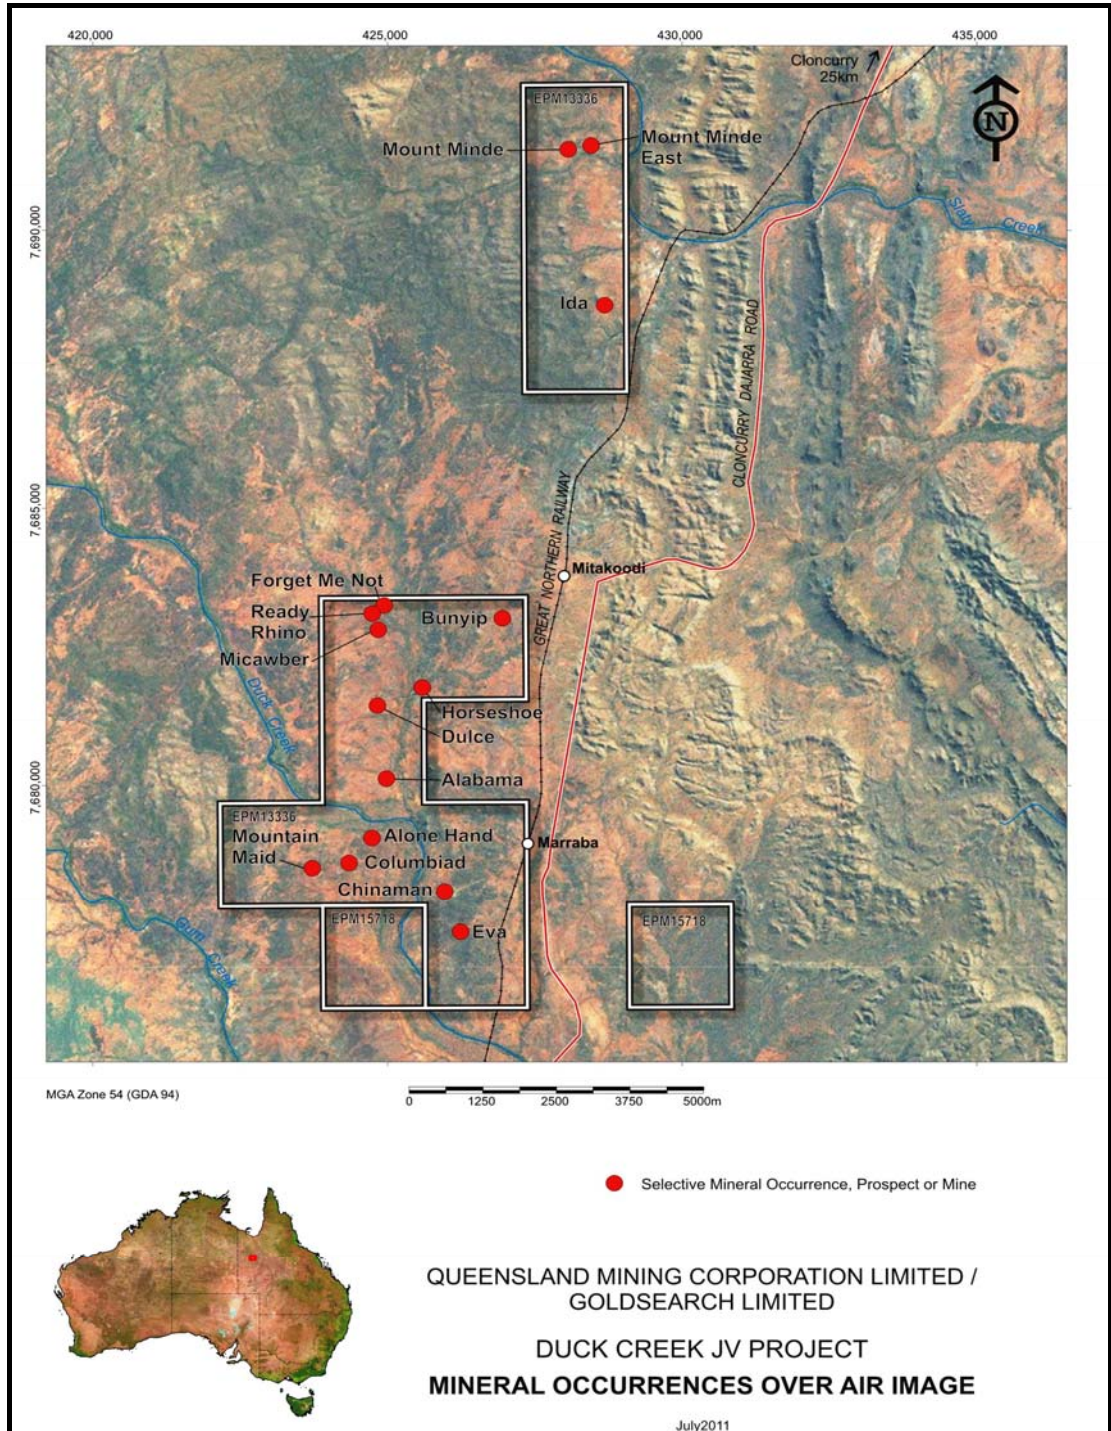 420,000
425,000
430,000
435,000
Cloncurry
25km
N
EPM13336
Mount Minde
Mount Minde
East
7,690,000
Slaty
Creek
Ida
CLONCURRY DAJARRA ROAD
7,685,000
GREAT NORTHERN RAILWAY
Mitakoodi
Forget Me Not
Ready
Rhino
Bunyip
Micawber
Duck Creek
Horseshoe
Dulce
Alabama
7,680,000
EPM13336
Mountain
Maid
Alone Hand
Marraba
Columbiad
Chinaman
EPM15718
EPM15718
Eva
Creek
MGA Zone 54 (GDA 94)
0
1250
2500
3750
5000m
Selective Mineral Occurrence, Prospect or Mine
QUEENSLAND MINING CORPORATION LIMITED /
GOLDSEARCH LIMITED
DUCK CREEK JV PROJECT
MINERAL OCCURRENCES OVER AIR IMAGE
July2011